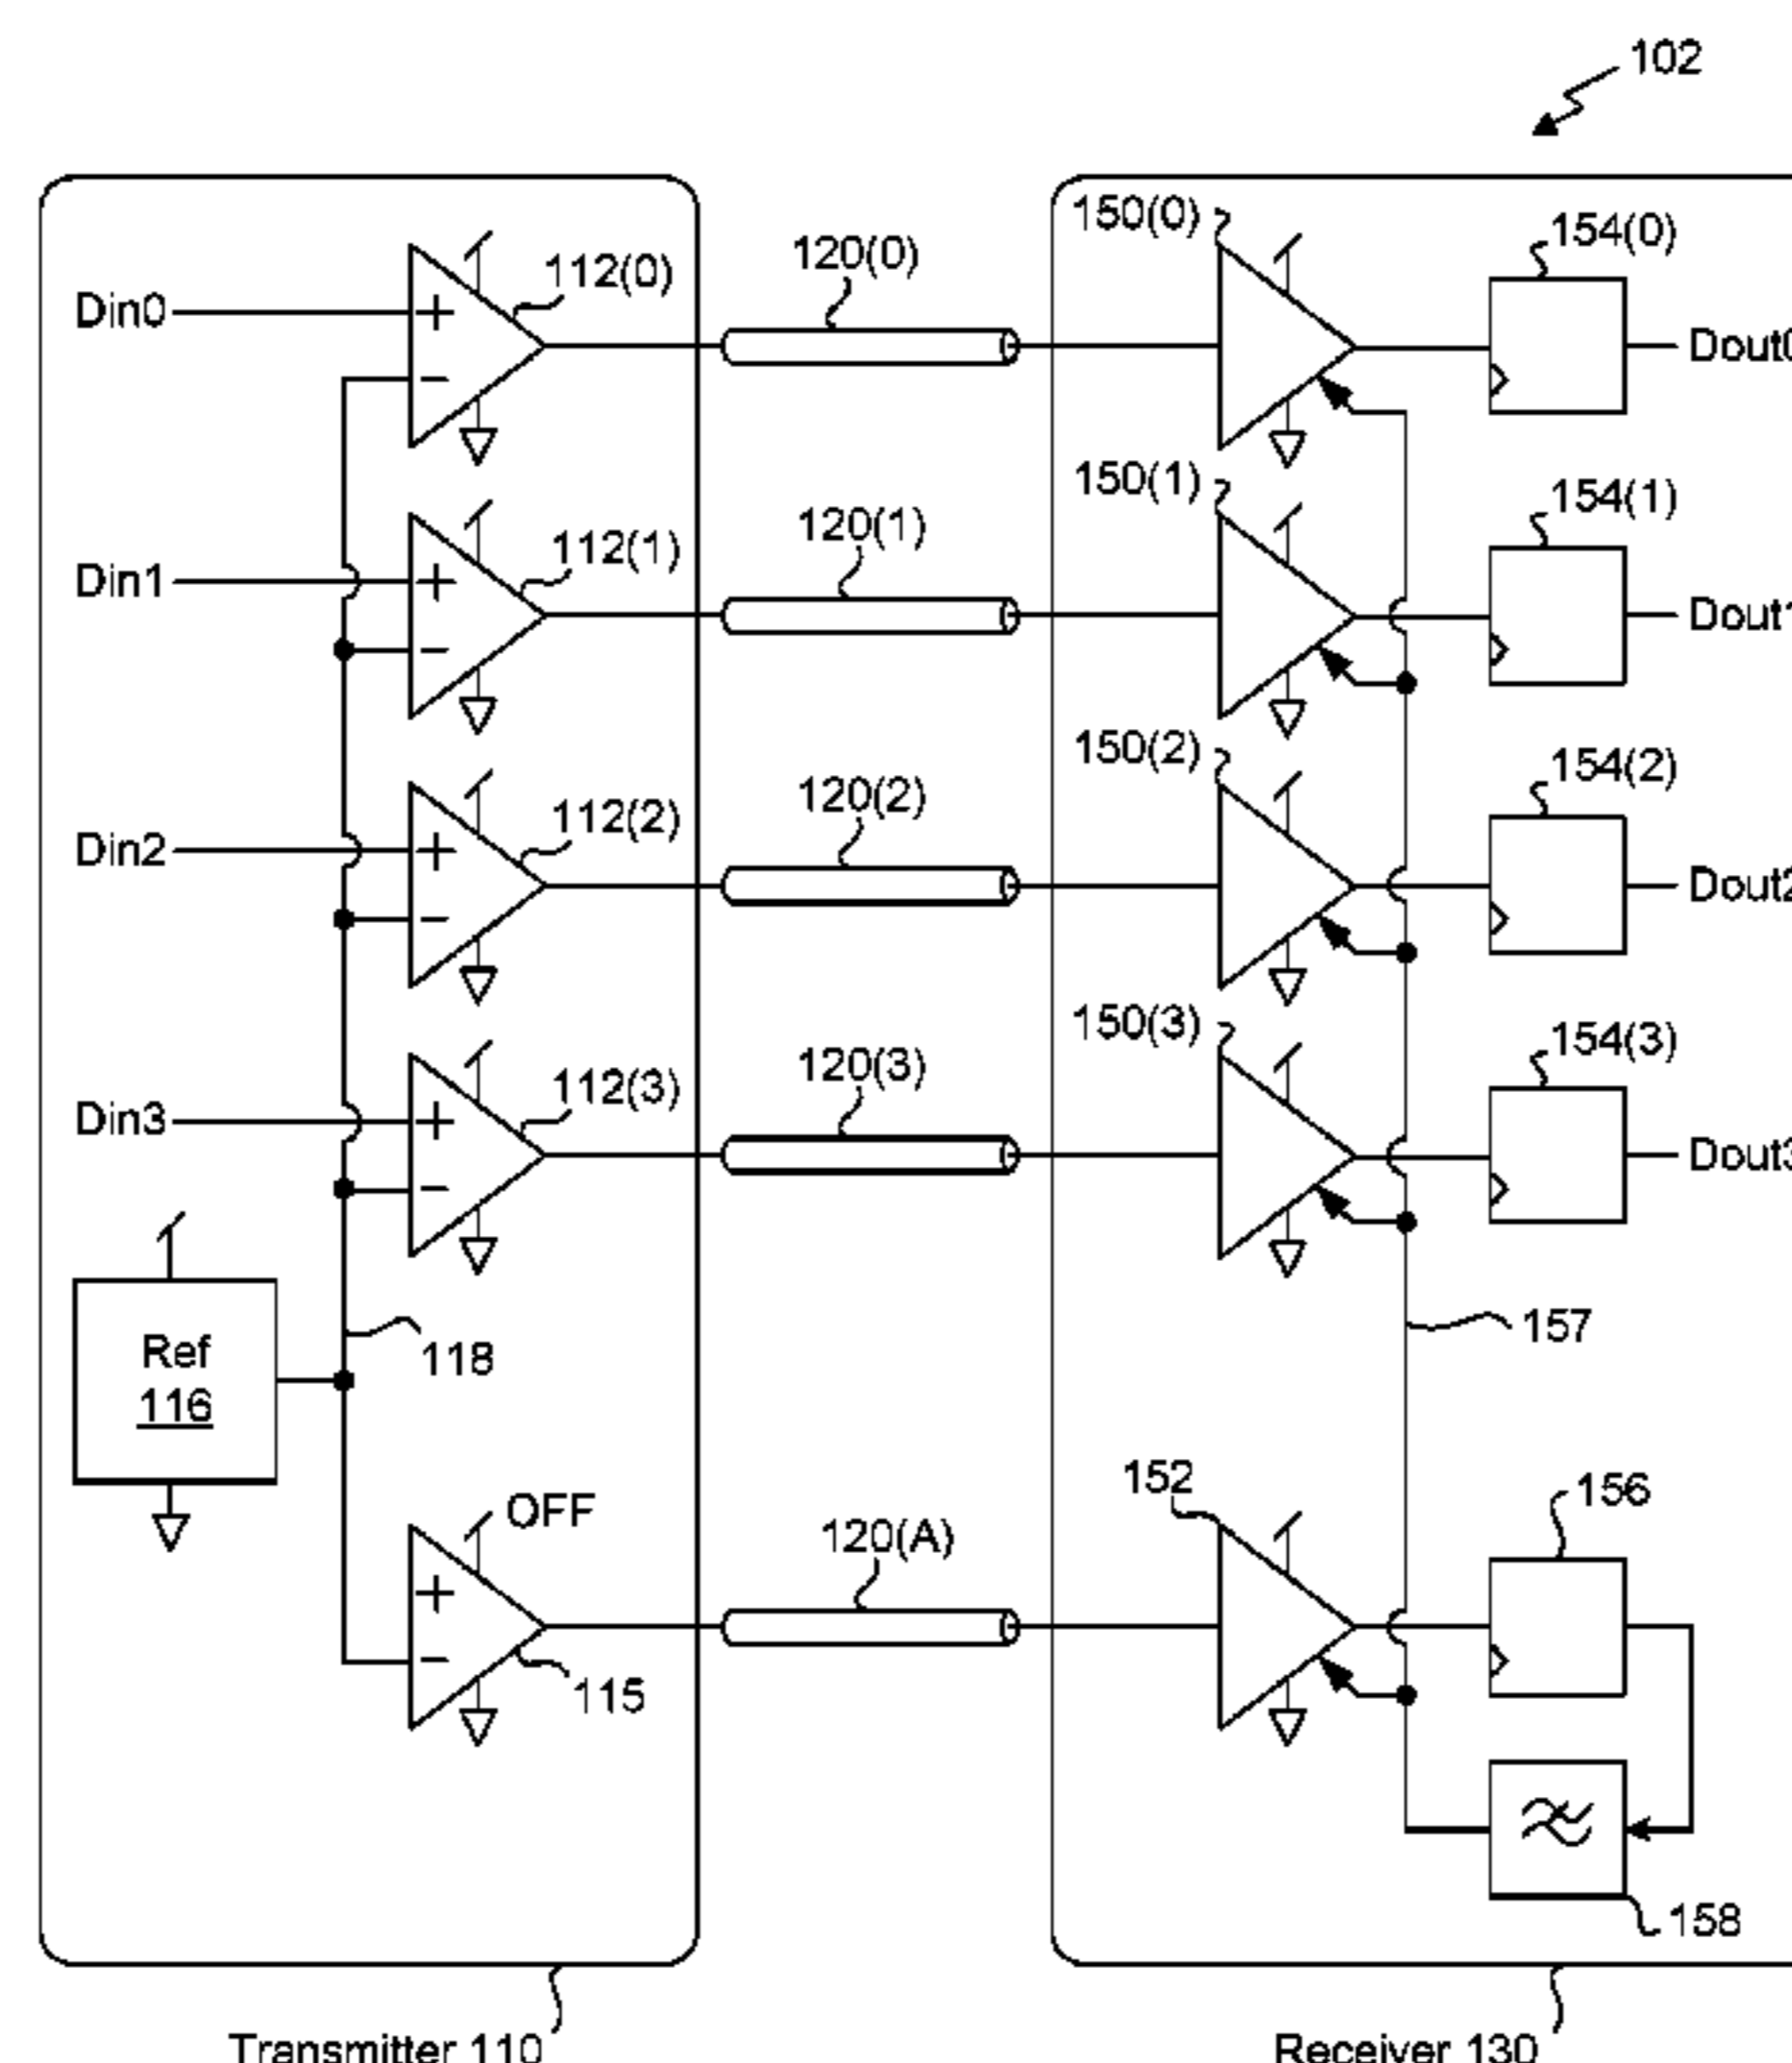 102
150(0)
154(0)
120(0)
112(0)
Din0
+
Dout0
−
150(1)
154(1)
120(1)
112(1)
Din1
+
Dout1
−
150(2)
154(2)
120(2)
112(2)
Din2
+
Dout2
−
150(3)
154(3)
120(3)
112(3)
Din3
+
Dout3
−
Ref
116
118
157
152
156
OFF
120(A)
+
−
115
158
Transmitter 110
Receiver 130